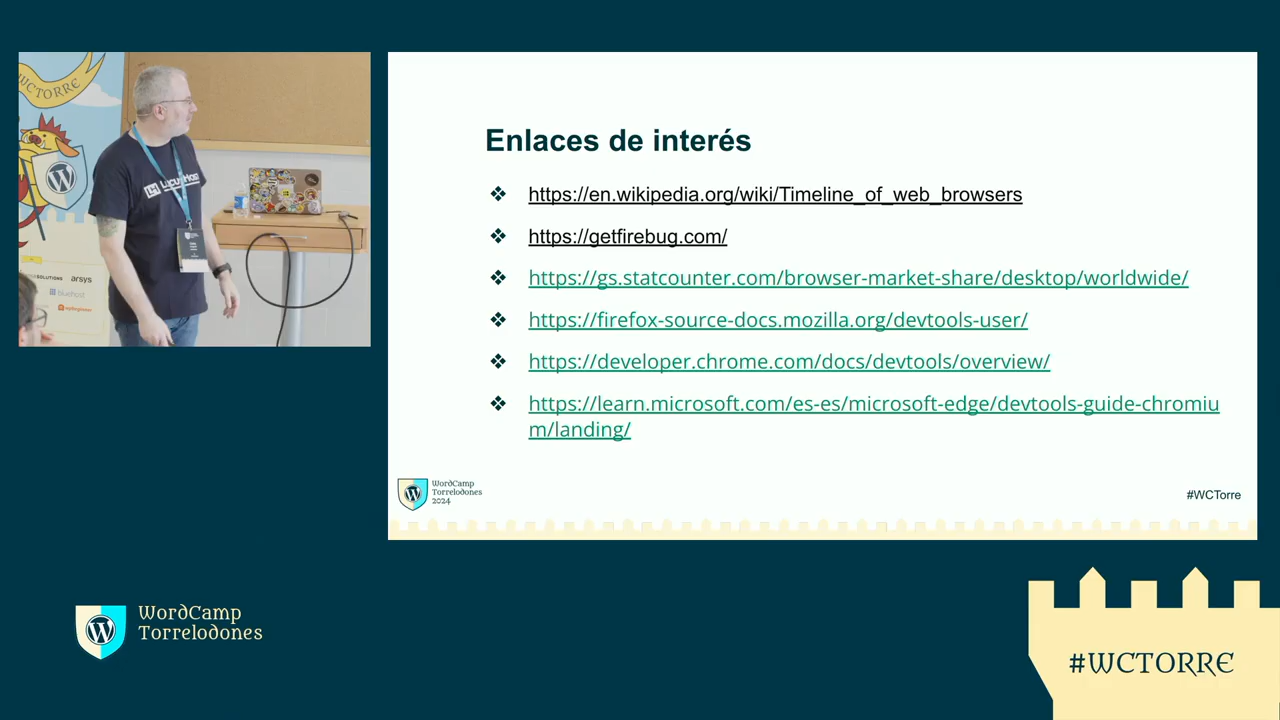 WCTORRE
LucusHost
SOLUTIONS
arsys
bluehost
wpbeginner
Enlaces de interés
❖ https://en.wikipedia.org/wiki/Timeline_of_web_browsers
❖ https://getfirebug.com/
❖ https://gs.statcounter.com/browser-market-share/desktop/worldwide/
❖ https://firefox-source-docs.mozilla.org/devtools-user/
❖ https://developer.chrome.com/docs/devtools/overview/
❖ https://learn.microsoft.com/es-es/microsoft-edge/devtools-guide-chromiu
m/landing/
WordCamp
Torrelodones
2024
#WCTorre
WordCamp
Torrelodones
#WCTORRE